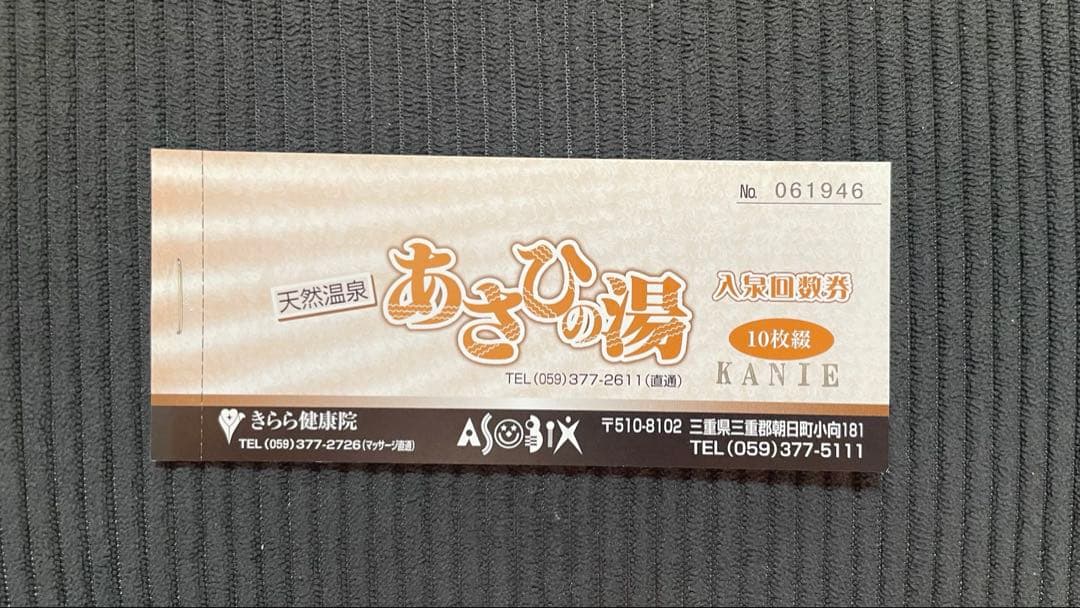 No. 061946
天然温泉
あさひの湯
入泉回数券
10枚綴
TEL(059)377-2611(直通)
KANIE
きらら健康院
TEL(059)377-2726(マッサージ直通)
ASOBIX
〒510-8102 三重県三重郡朝日町小向181
TEL(059)377-5111